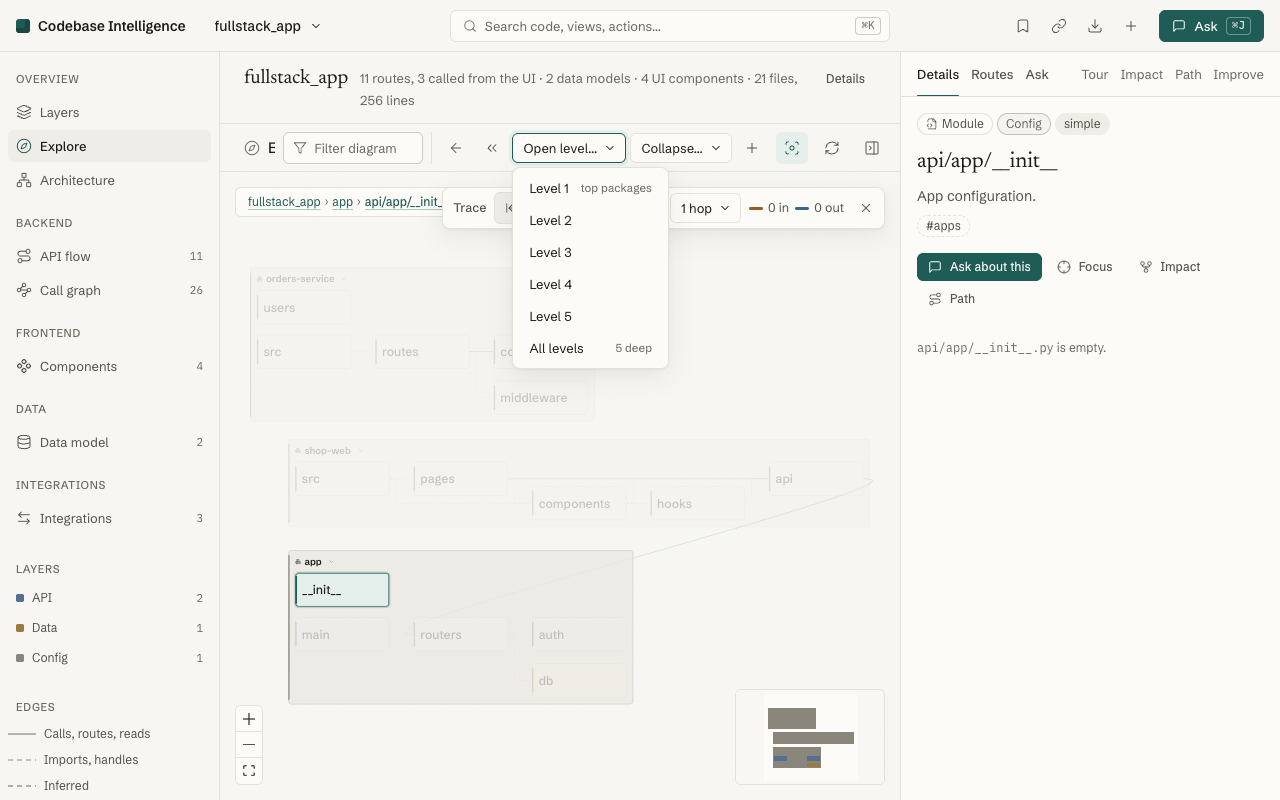 Codebase Intelligence
fullstack_app
Search code, views, actions...
⌘K
Ask ⌘J
OVERVIEW
Layers
Explore
Architecture
BACKEND
API flow 11
Call graph 26
FRONTEND
Components 4
DATA
Data model 2
INTEGRATIONS
Integrations 3
LAYERS
API 2
Data 1
Config 1
EDGES
Calls, routes, reads
Imports, handles
Inferred
fullstack_app
11 routes, 3 called from the UI · 2 data models · 4 UI components · 21 files,
256 lines
Details
E
Filter diagram
Open level...
Collapse...
Level 1 top packages
Level 2
Level 3
Level 4
Level 5
All levels 5 deep
fullstack_app › app › api/app/__init_
Trace
1 hop
0 in
0 out
orders-service
users
src
routes
middleware
shop-web
src
pages
api
components
hooks
app
__init__
main
routers
auth
db
Details Routes Ask Tour Impact Path Improve
Module Config simple
api/app/__init__
App configuration.
#apps
Ask about this
Focus
Impact
Path
api/app/__init__.py is empty.